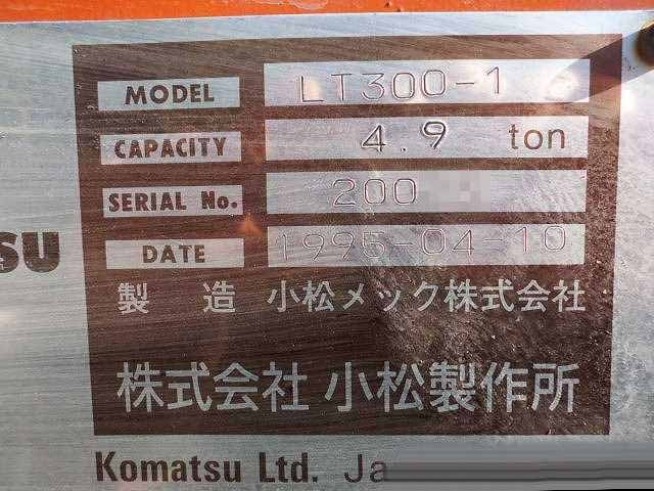 MODEL LT300-1
CAPACITY 4.9 ton
SERIAL No. 200
SU
DATE 1995-04-10
製造 小松メック株式会社
株式会社 小松製作所
Komatsu Ltd. Ja